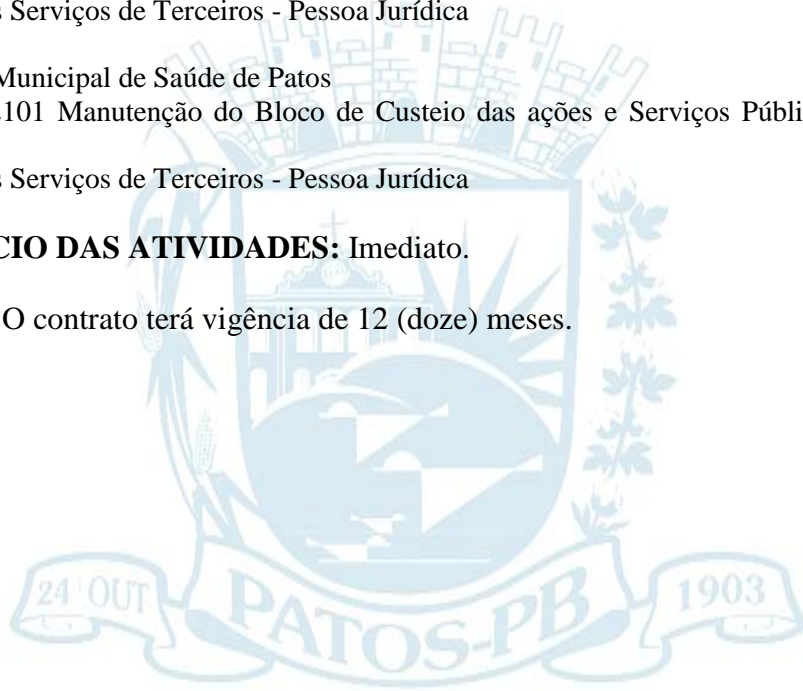 s Serviços de Terceiros - Pessoa Jurídica
Municipal de Saúde de Patos
101 Manutenção do Bloco de Custeio das ações e Serviços Públi
s Serviços de Terceiros - Pessoa Jurídica
CIO DAS ATIVIDADES: Imediato.
O contrato terá vigência de 12 (doze) meses.
24 OUT
PATOS-PB
1903